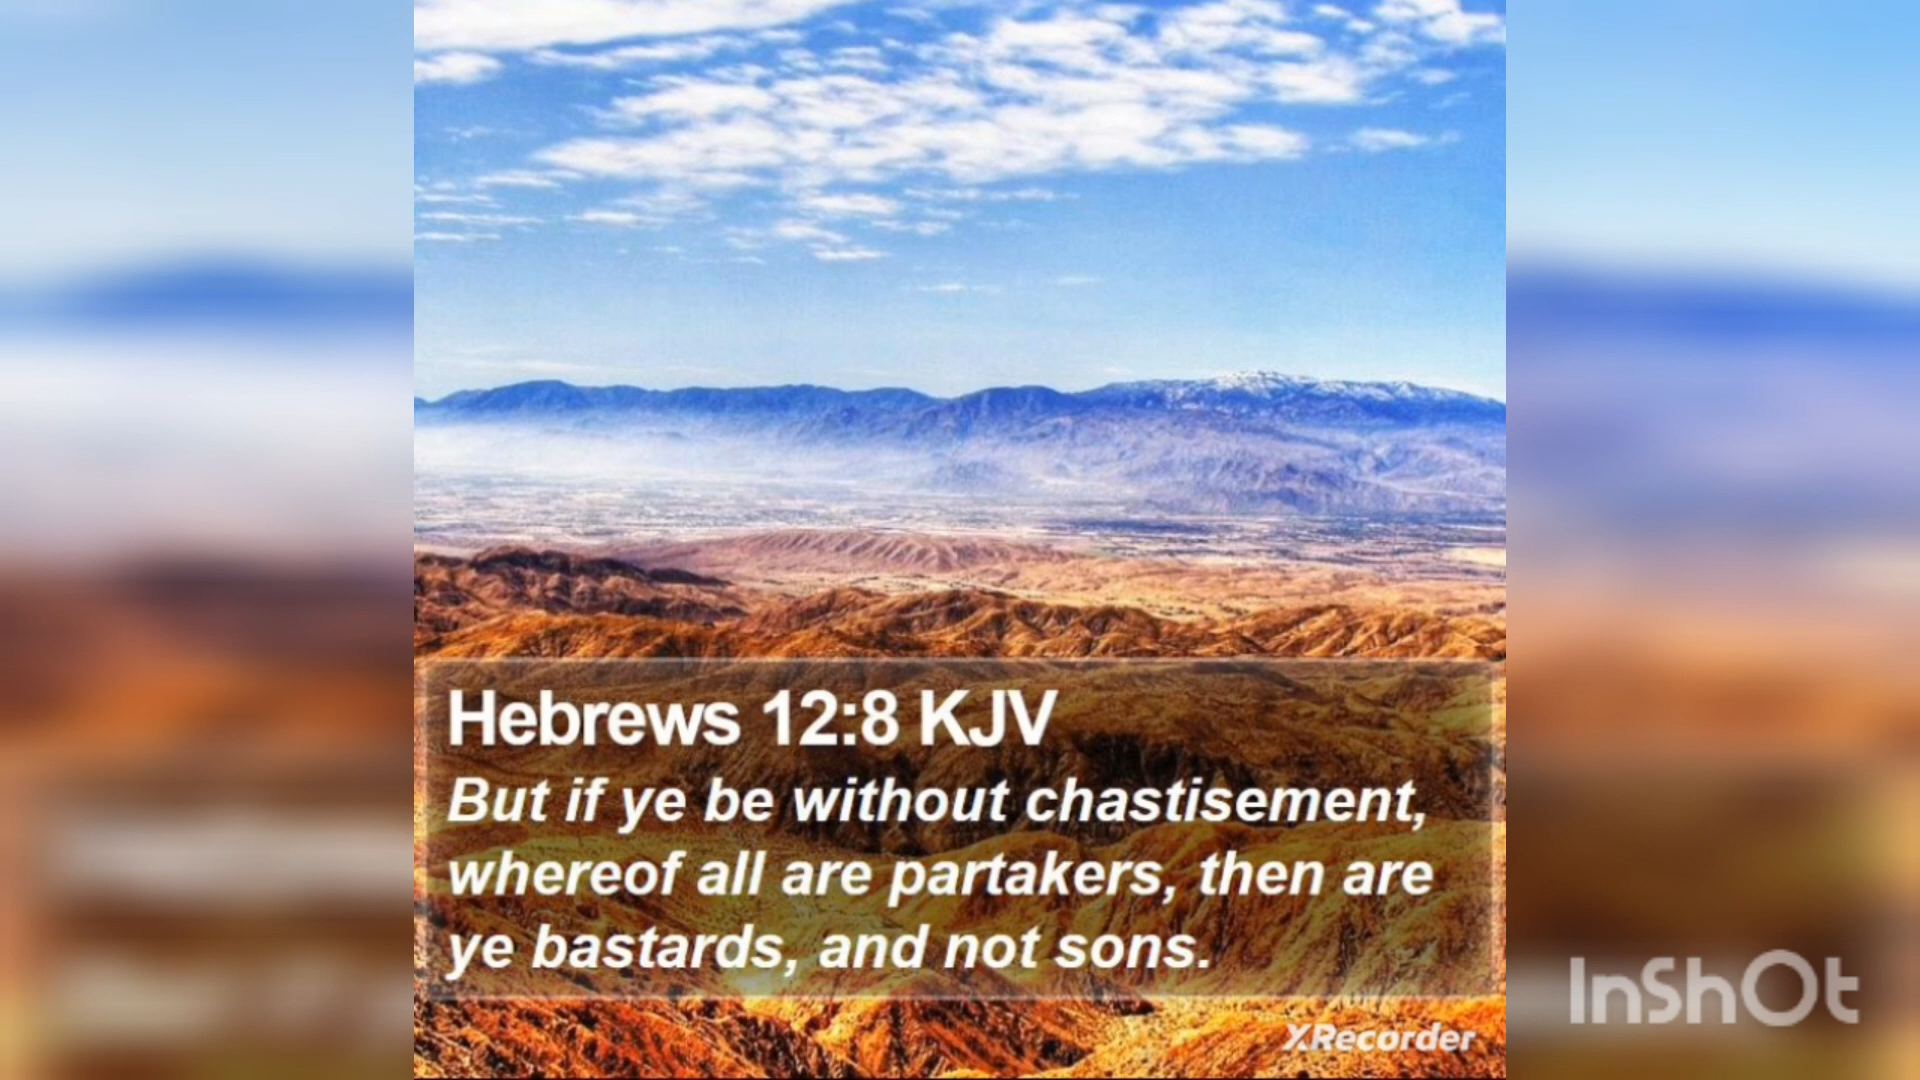 Hebrews 12:8 KJV
But if ye be without chastisement,
whereof all are partakers, then are
ye bastards, and not sons.
XRecorder
InShOt